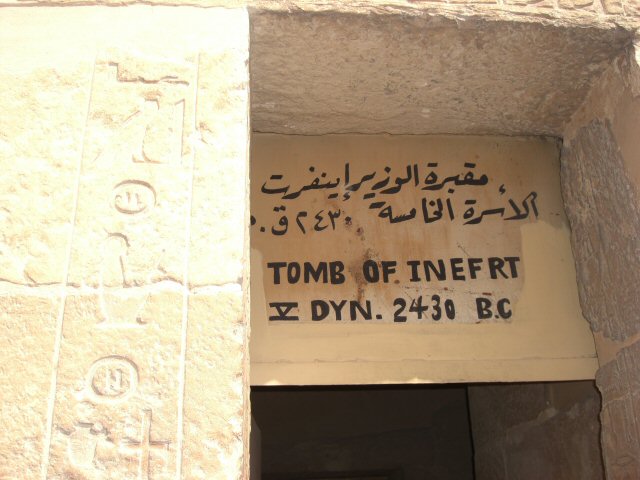 مقبرة الوزير إينفرت
الأسرة الخامسة ٢٤٣٠ ق.م
TOMB OF INEFRT
V DYN. 2430 B.C